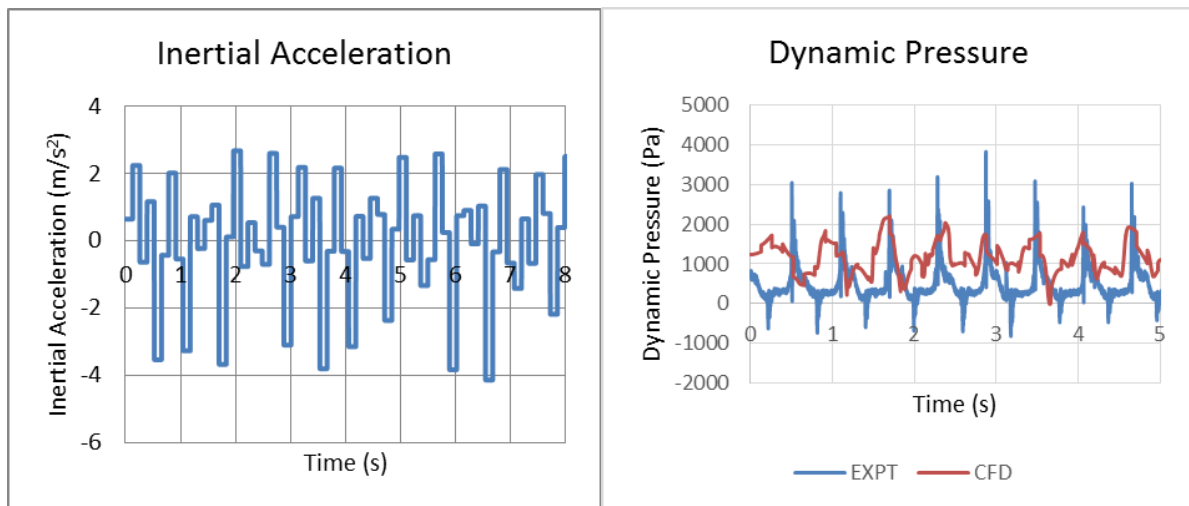 Inertial Acceleration
Inertial Acceleration (m/s²)
4
2
0
-2
-4
-6
0 1 2 3 4 5 6 7 8
Time (s)
Dynamic Pressure
Dynamic Pressure (Pa)
5000
4000
3000
2000
1000
0
-1000
-2000
0 1 2 3 4 5
Time (s)
EXPT CFD